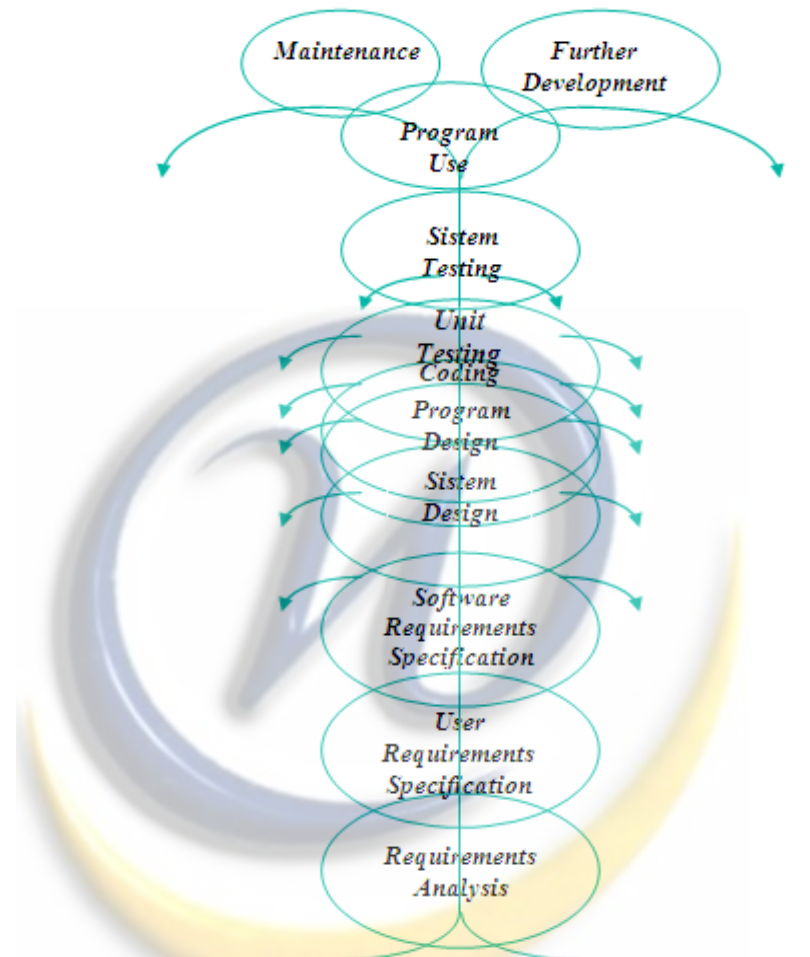 Maintenance
Further
Development
Program
Use
Sistem
Testing
Unit
Testing
Coding
Program
Design
Sistem
Design
Software
Requirements
Specification
User
Requirements
Specification
Requirements
Analysis